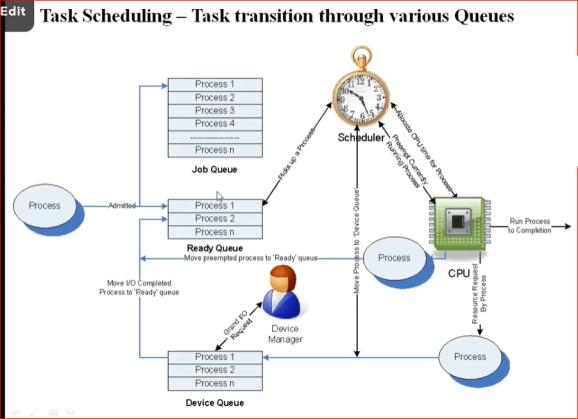 Edit
Task Scheduling – Task transition through various Queues
Process 1
Process 2
Process 3
Process 4
------------------
Process n
Job Queue
Scheduler
Picks up a Process
Allocate CPU time for Process
Preempt Currently
Running Process
Process
Admitted
Process 1
Process 2
Process n
Ready Queue
Move preempted process to 'Ready' queue
Process
CPU
Run Process
to Completion
Move Process to 'Device Queue'
Resource Request
By Process
Move I/O Completed
Process to 'Ready' queue
Grant I/O
Request
Device
Manager
Process 1
Process 2
Process n
Device Queue
Process